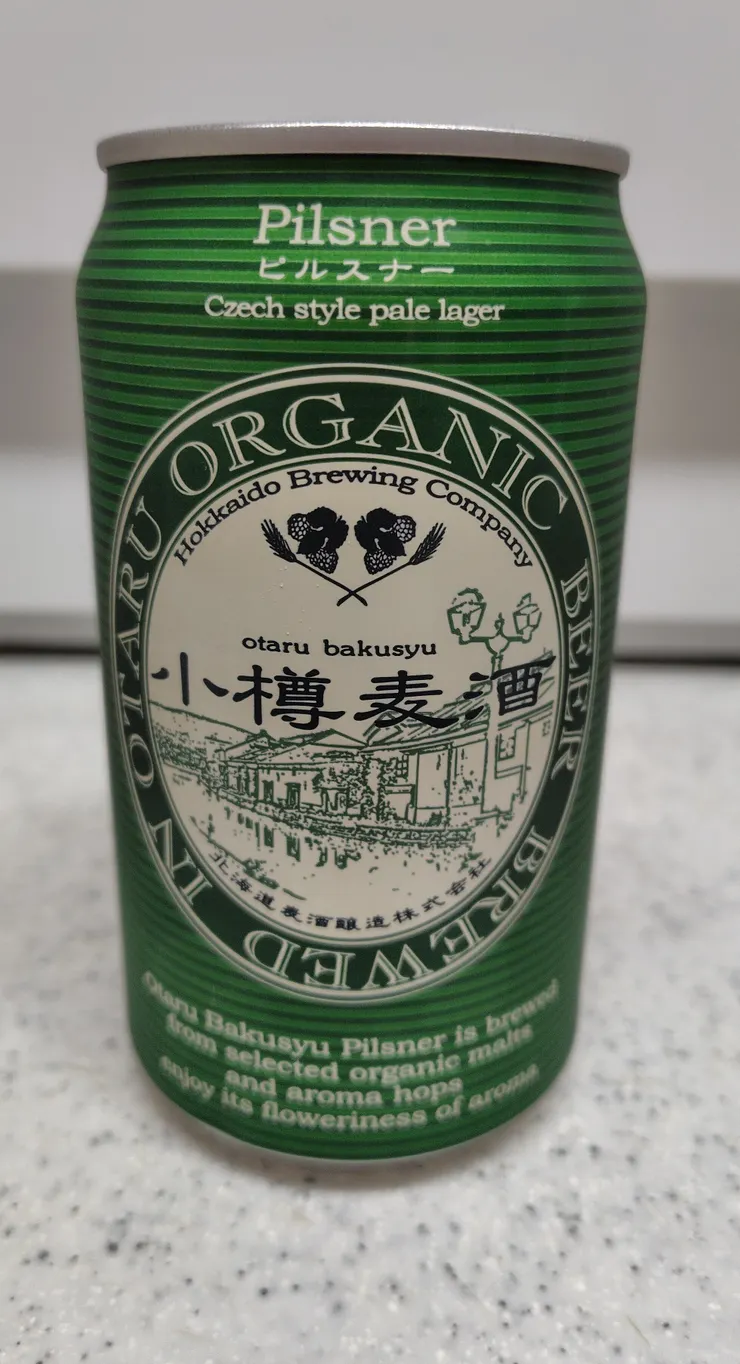 Pilsner
ピルスナー
Czech style pale lager
ORGANIC BEER BREWED IN OTARU
Hokkaido Brewing Company
otaru bakusyu
小樽麦酒
北海道麦酒醸造株式会社
Otaru Bakusyu Pilsner is brewed
from selected organic malts
and aroma hops
enjoy its floweriness of aroma